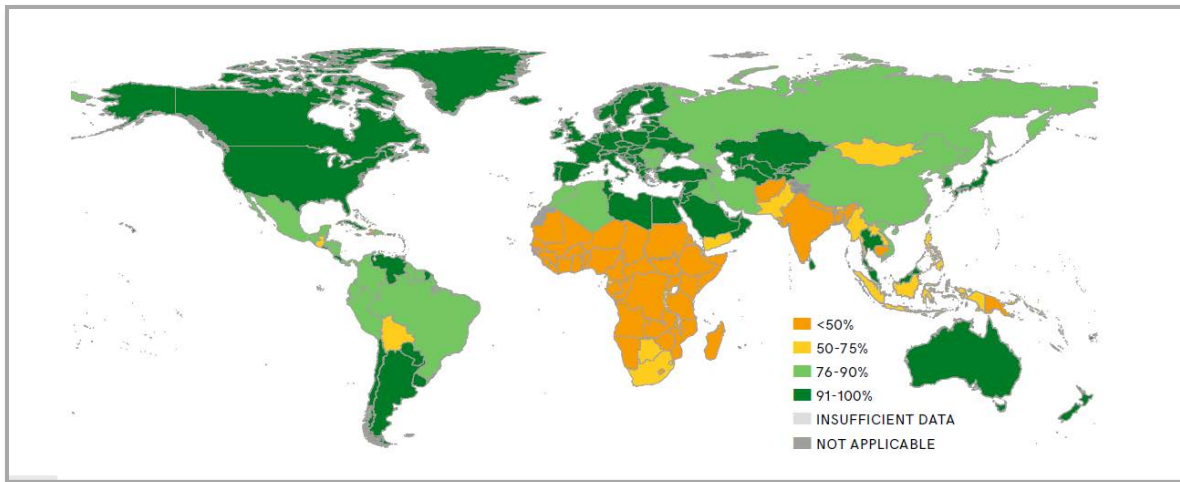 <50%
50-75%
76-90%
91-100%
INSUFFICIENT DATA
NOT APPLICABLE